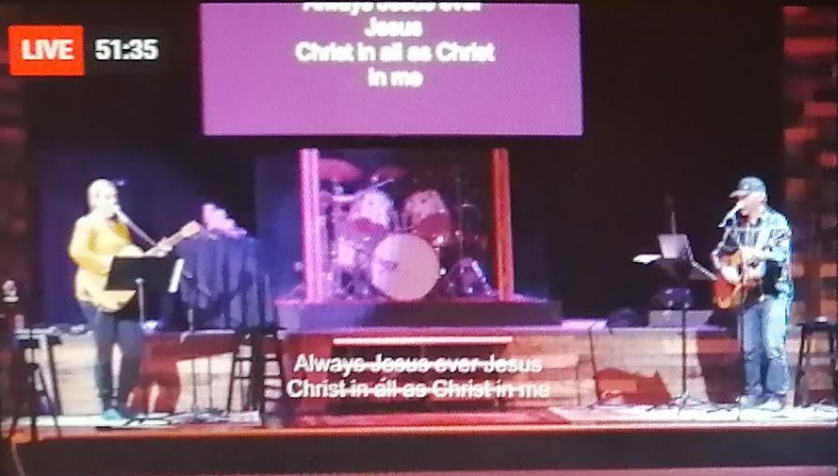 LIVE 51:35
Always Jesus over
Jesus
Christ in all as Christ
in me
Always Jesus over Jesus
Christ in all as Christ in me